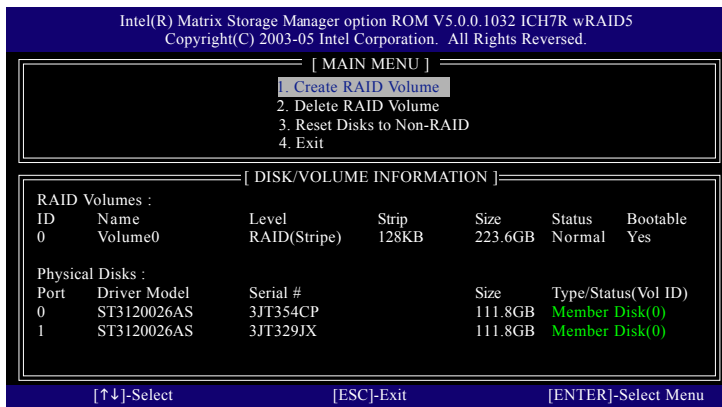 Intel(R) Matrix Storage Manager option ROM V5.0.0.1032 ICH7R wRAID5
Copyright(C) 2003-05 Intel Corporation. All Rights Reversed.
[ MAIN MENU ]
1. Create RAID Volume
2. Delete RAID Volume
3. Reset Disks to Non-RAID
4. Exit
[ DISK/VOLUME INFORMATION ]
RAID Volumes :
ID Name Level Strip Size Status Bootable
0 Volume0 RAID(Stripe) 128KB 223.6GB Normal Yes
Physical Disks :
Port Driver Model Serial # Size Type/Status(Vol ID)
0 ST3120026AS 3JT354CP 111.8GB Member Disk(0)
1 ST3120026AS 3JT329JX 111.8GB Member Disk(0)
[↑↓]-Select [ESC]-Exit [ENTER]-Select Menu